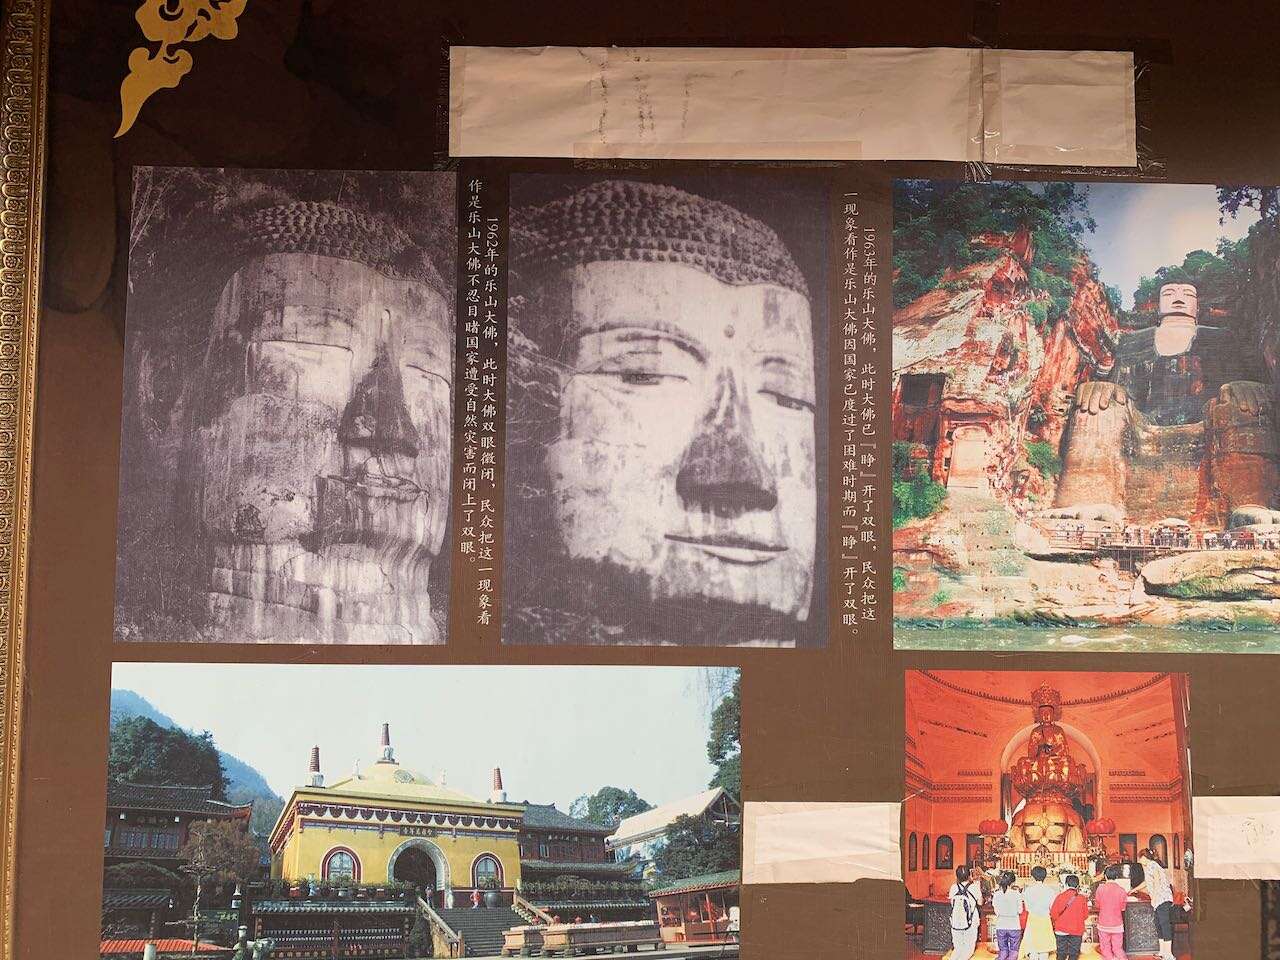 1962年的乐山大佛，此时大佛双眼微闭，民众把这一现象看
作是乐山大佛不忍目睹国家遭受自然灾害而闭上了双眼。
1963年的乐山大佛，此时大佛已『睁』开了双眼，民众把这
一现象看作是乐山大佛因国家已度过了困难时期而『睁』开了双眼。